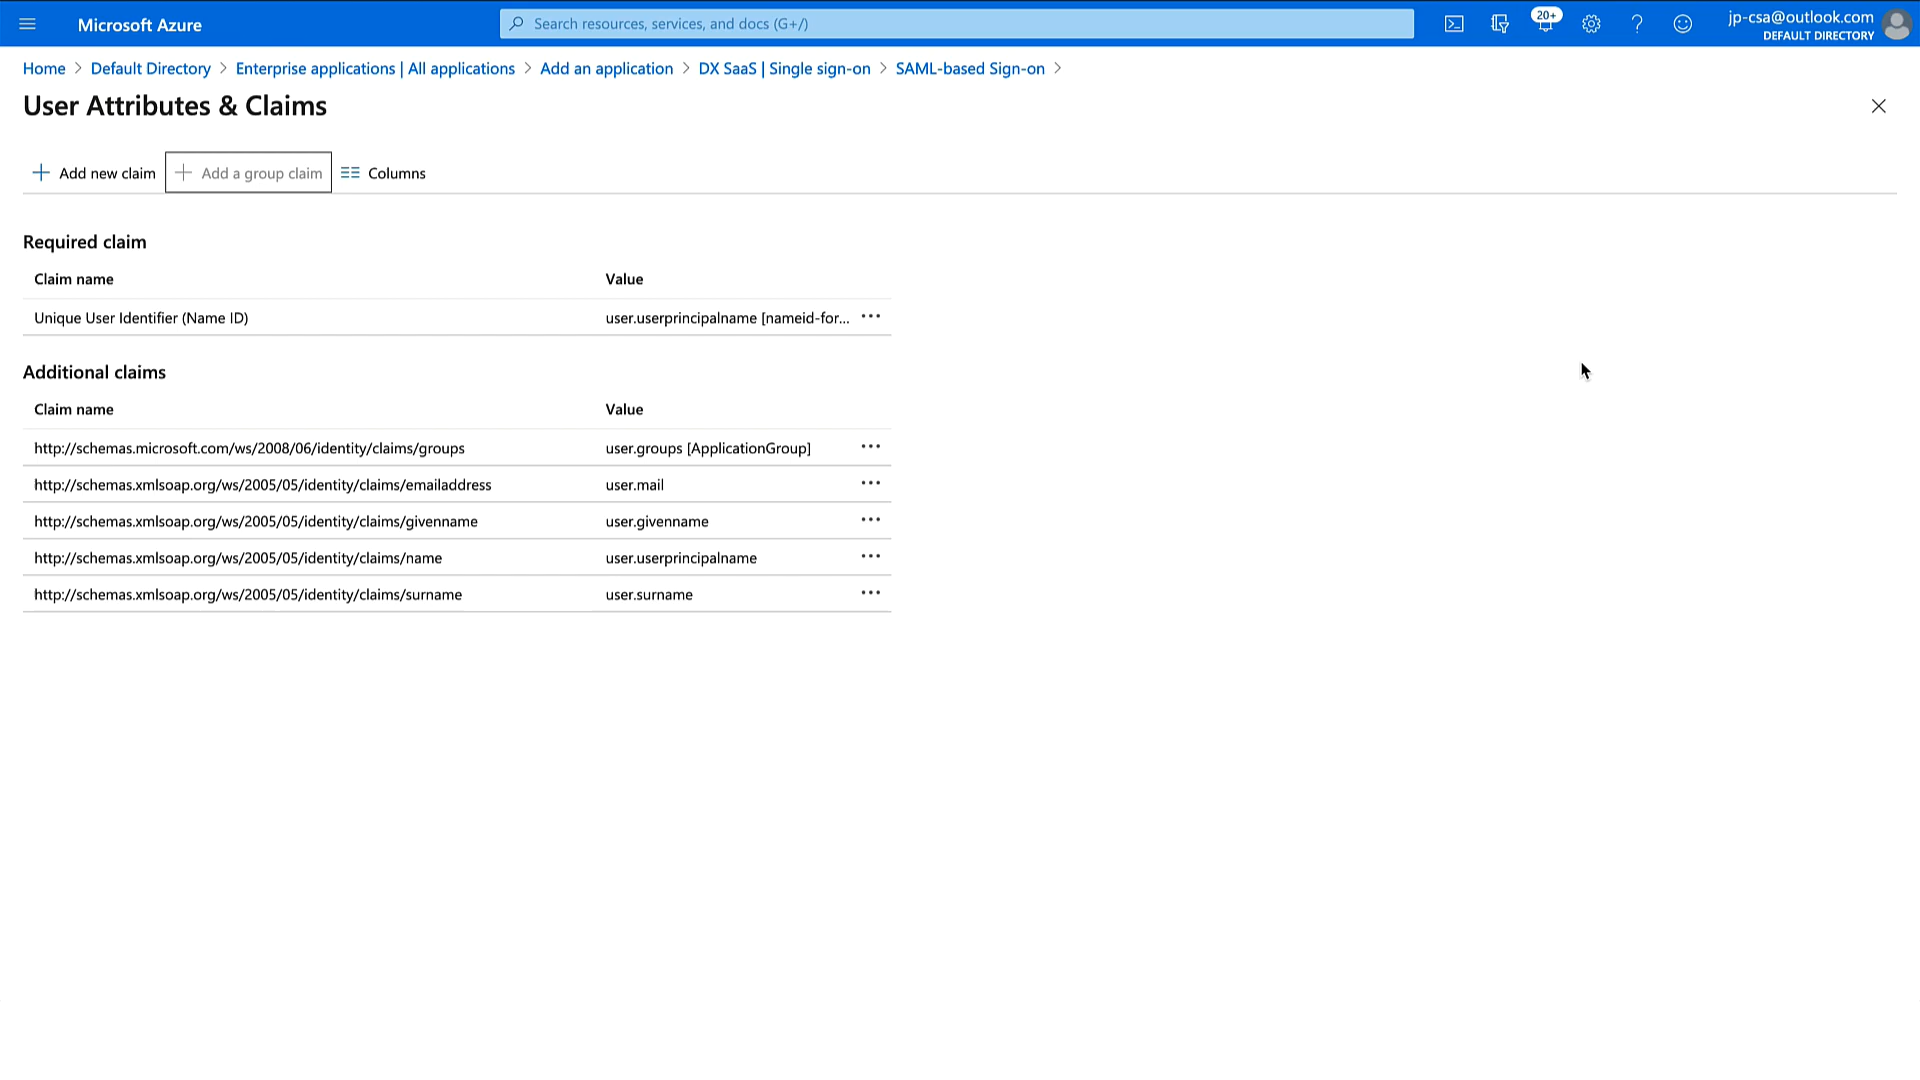 Microsoft Azure
Search resources, services, and docs (G+/)
20+
jp-csa@outlook.com
DEFAULT DIRECTORY
Home > Default Directory > Enterprise applications | All applications > Add an application > DX SaaS | Single sign-on > SAML-based Sign-on >
User Attributes & Claims
Add new claim Add a group claim Columns
Required claim
Claim name Value
Unique User Identifier (Name ID) user.userprincipalname [nameid-for... ...
Additional claims
Claim name Value
http://schemas.microsoft.com/ws/2008/06/identity/claims/groups user.groups [ApplicationGroup] ...
http://schemas.xmlsoap.org/ws/2005/05/identity/claims/emailaddress user.mail ...
http://schemas.xmlsoap.org/ws/2005/05/identity/claims/givenname user.givenname ...
http://schemas.xmlsoap.org/ws/2005/05/identity/claims/name user.userprincipalname ...
http://schemas.xmlsoap.org/ws/2005/05/identity/claims/surname user.surname ...